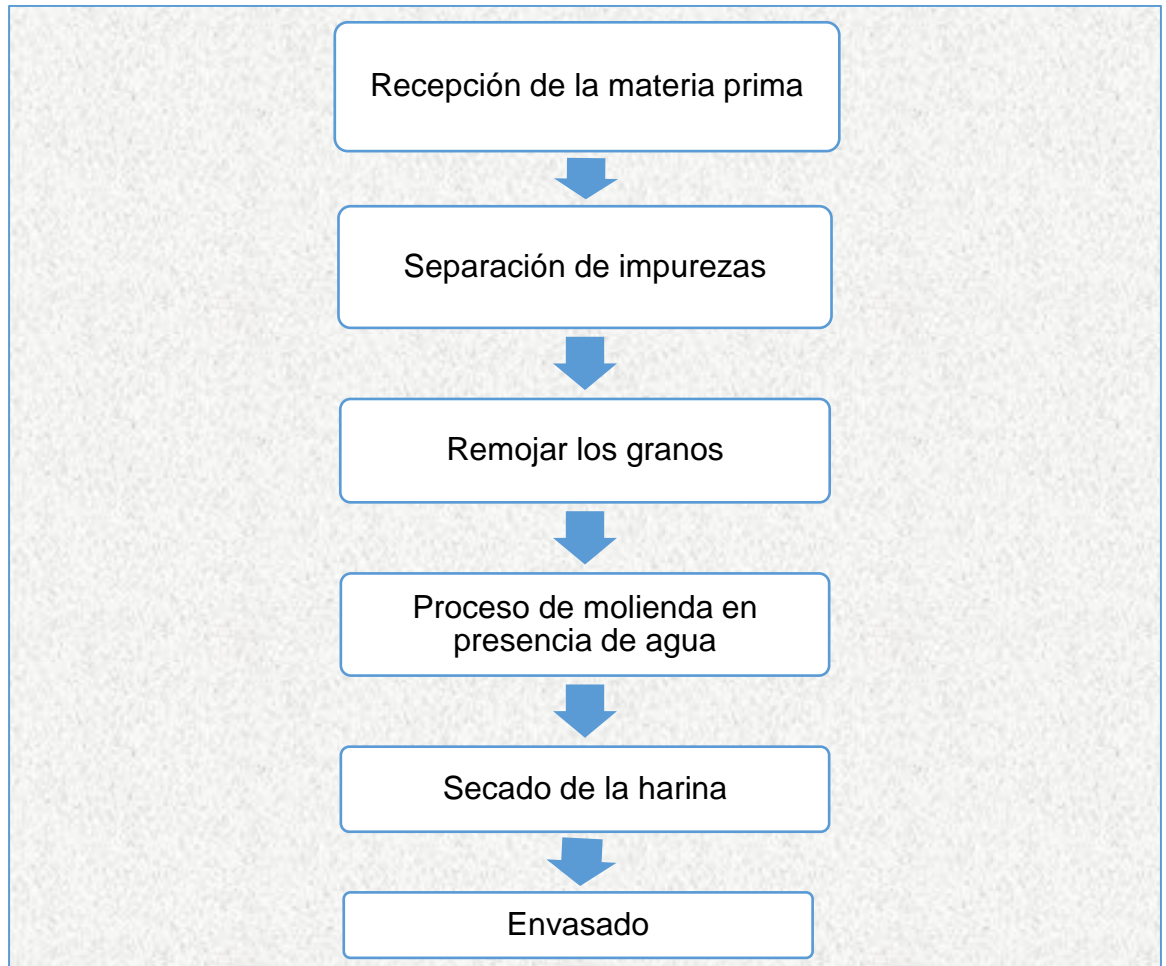 Recepción de la materia prima
Separación de impurezas
Remojar los granos
Proceso de molienda en
presencia de agua
Secado de la harina
Envasado